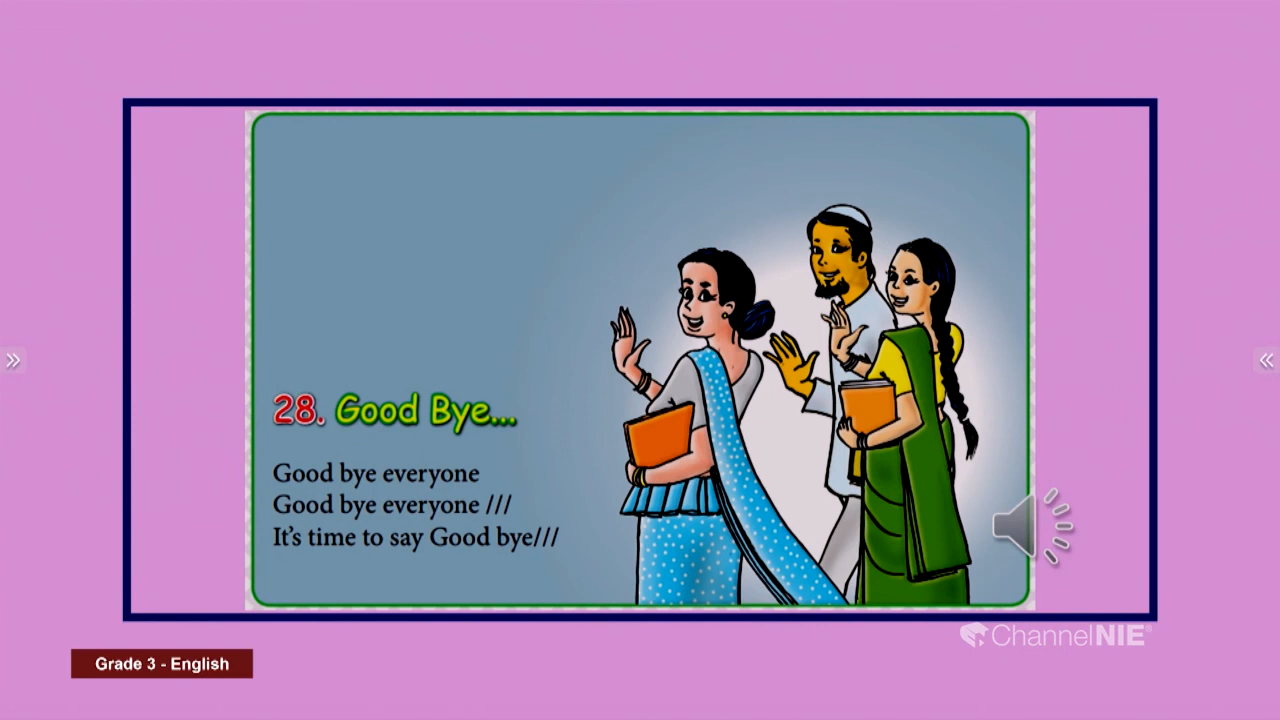 28. Good Bye...
Good bye everyone
Good bye everyone ///
It's time to say Good bye///
ChannelNIE®
Grade 3 - English